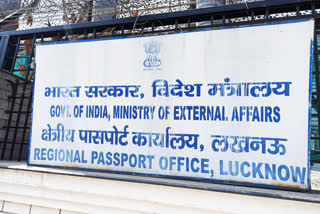 भारत सरकार, विदेश मंत्रालय
GOVT. OF INDIA, MINISTRY OF EXTERNAL AFFAIRS
क्षेत्रीय पासपोर्ट कार्यालय, लखनऊ
REGIONAL PASSPORT OFFICE, LUCKNOW